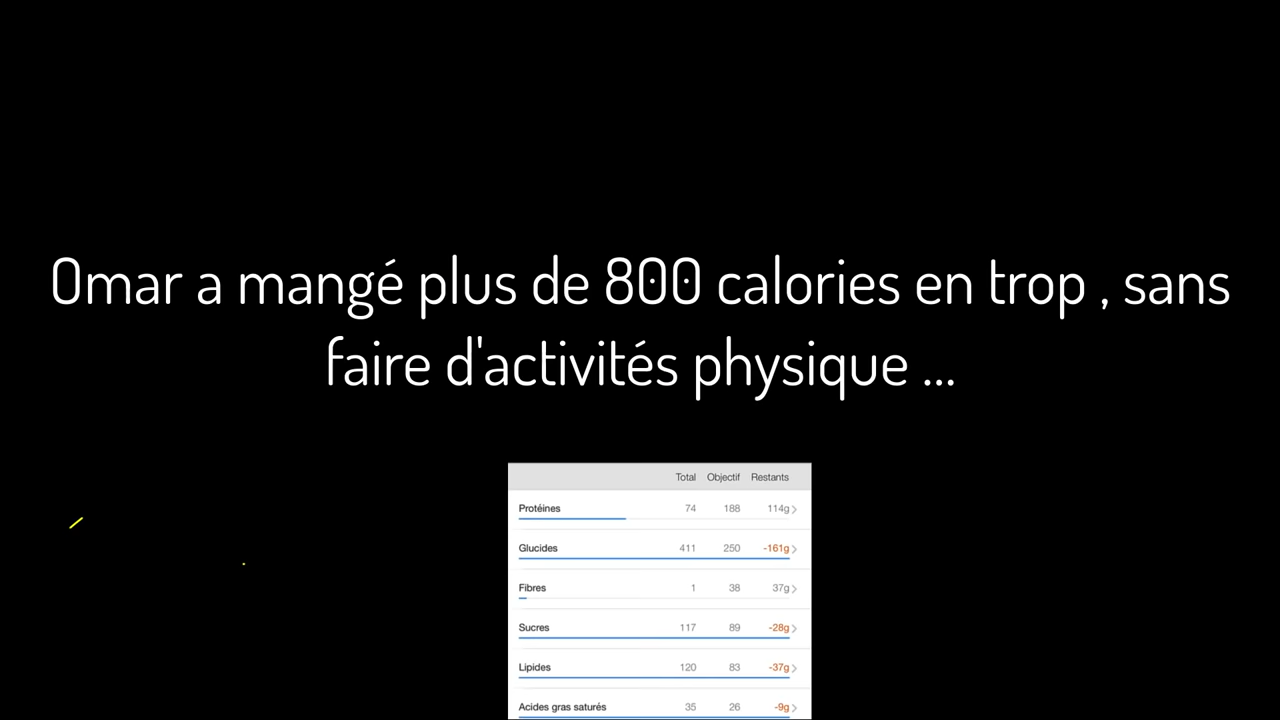 Omar a mangé plus de 800 calories en trop , sans
faire d'activités physique ...
Total Objectif Restants
Protéines 74 188 114g
Glucides 411 250 -161g
Fibres 1 38 37g
Sucres 117 89 -28g
Lipides 120 83 -37g
Acides gras saturés 35 26 -9g